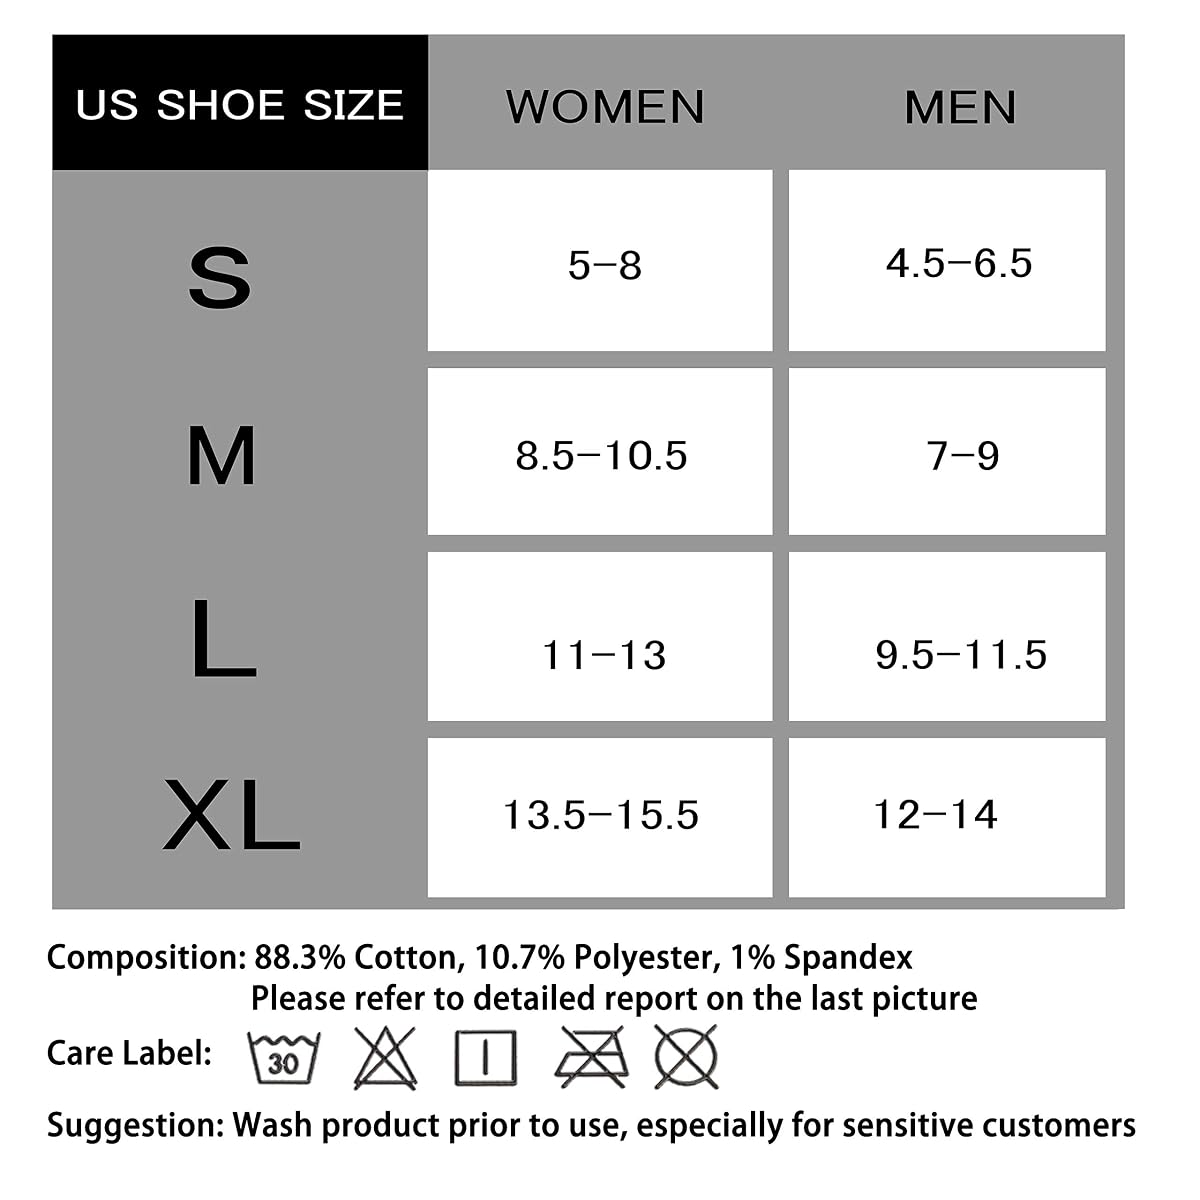 US SHOE SIZE WOMEN MEN
S 5-8 4.5-6.5
M 8.5-10.5 7-9
L 11-13 9.5-11.5
XL 13.5-15.5 12-14
Composition: 88.3% Cotton, 10.7% Polyester, 1% Spandex
Please refer to detailed report on the last picture
Care Label: 30
Suggestion: Wash product prior to use, especially for sensitive customers